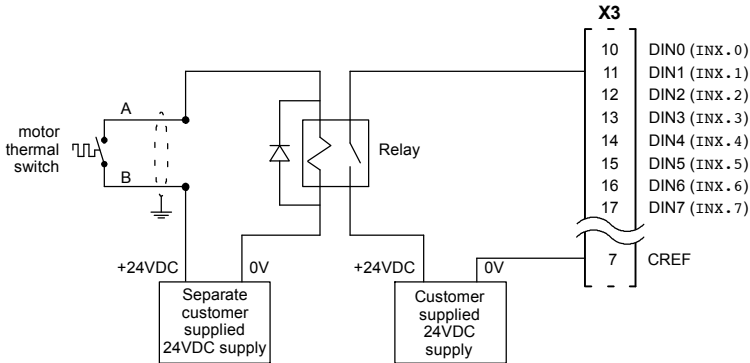 X3
10 DIN0 (INX.0)
11 DIN1 (INX.1)
12 DIN2 (INX.2)
13 DIN3 (INX.3)
14 DIN4 (INX.4)
15 DIN5 (INX.5)
16 DIN6 (INX.6)
17 DIN7 (INX.7)
7 CREF
A
motor
thermal
switch
B
Relay
+24VDC 0V
Separate
customer
supplied
24VDC supply
+24VDC 0V
Customer
supplied
24VDC
supply